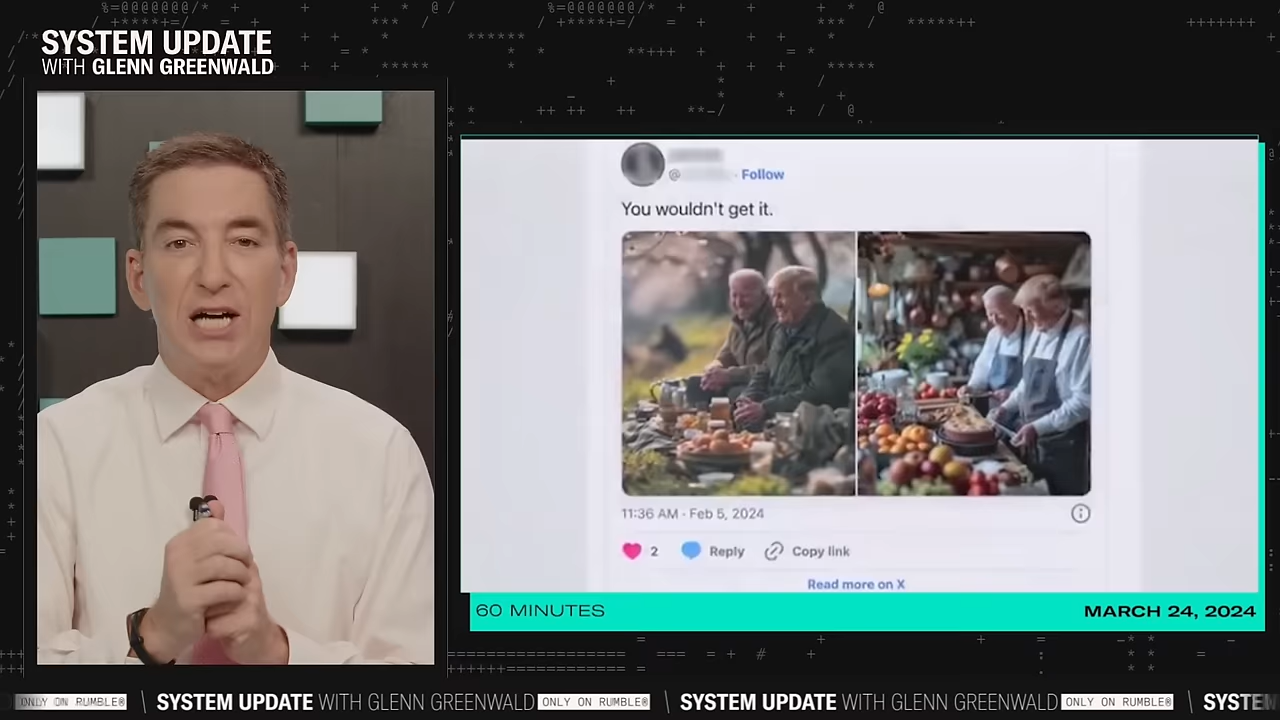 SYSTEM UPDATE
WITH GLENN GREENWALD
@ · Follow
You wouldn't get it.
11:36 AM · Feb 5, 2024
2 Reply Copy link
Read more on X
60 MINUTES
MARCH 24, 2024
ONLY ON RUMBLE® \ SYSTEM UPDATE WITH GLENN GREENWALD ONLY ON RUMBLE® \ SYSTEM UPDATE WITH GLENN GREENWALD ONLY ON RUMBLE® \ SYSTEM